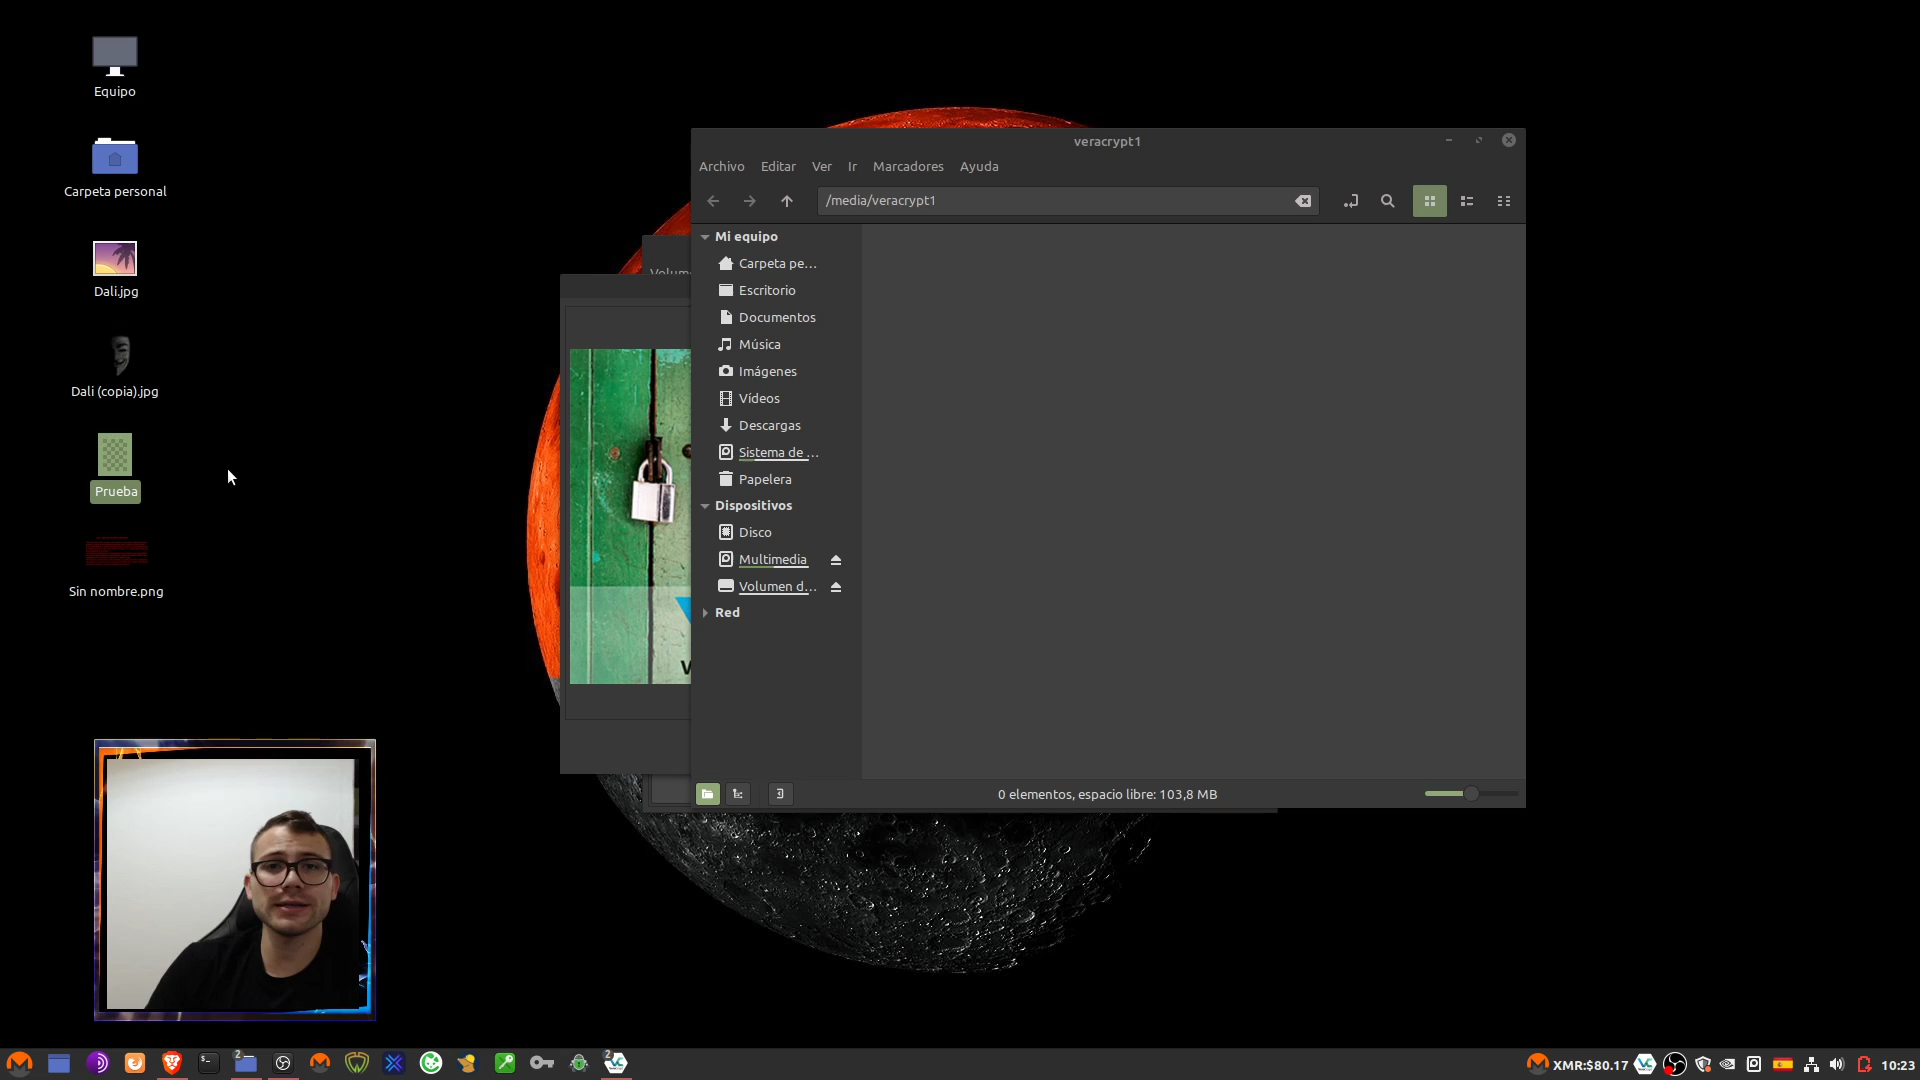 Equipo
Carpeta personal
Dali.jpg
Dali (copia).jpg
Prueba
Sin nombre.png
veracrypt1
Archivo Editar Ver Ir Marcadores Ayuda
/media/veracrypt1
Mi equipo
Carpeta pe...
Escritorio
Documentos
Música
Imágenes
Vídeos
Descargas
Sistema de ...
Papelera
Dispositivos
Disco
Multimedia
Volumen d...
Red
0 elementos, espacio libre: 103,8 MB
2
2
XMR:$80.17
10:23